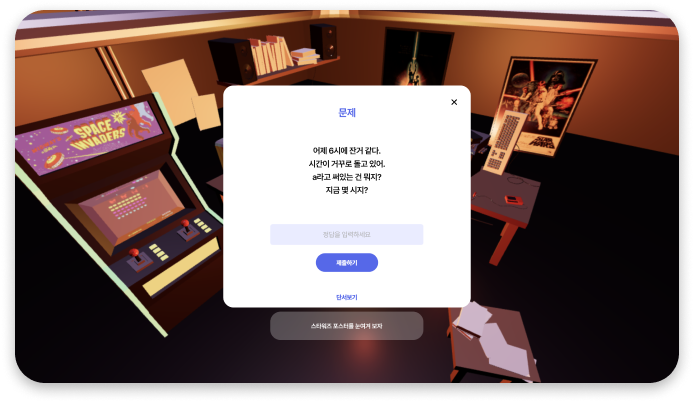 SPACE
INVADERS
STAR
WARS
문제
어제 6시에 잔거 같다.
시간이 거꾸로 돌고 있어.
a라고 써있는 건 뭐지?
지금 몇 시지?
정답을 입력하세요
제출하기
단서보기
스타워즈 포스터를 눈여겨 보자